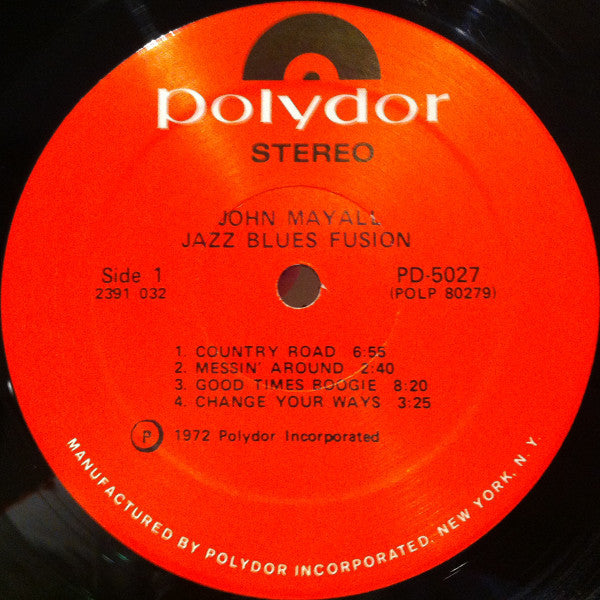 polydor
STEREO
JOHN MAYALL
JAZZ BLUES FUSION
Side 1
2391 032
PD-5027
(POLP 80279)
1. COUNTRY ROAD 6:55
2. MESSIN' AROUND 2:40
3. GOOD TIMES BOOGIE 8:20
4. CHANGE YOUR WAYS 3:25
Ⓟ 1972 Polydor Incorporated
MANUFACTURED BY POLYDOR INCORPORATED, NEW YORK, N.Y.